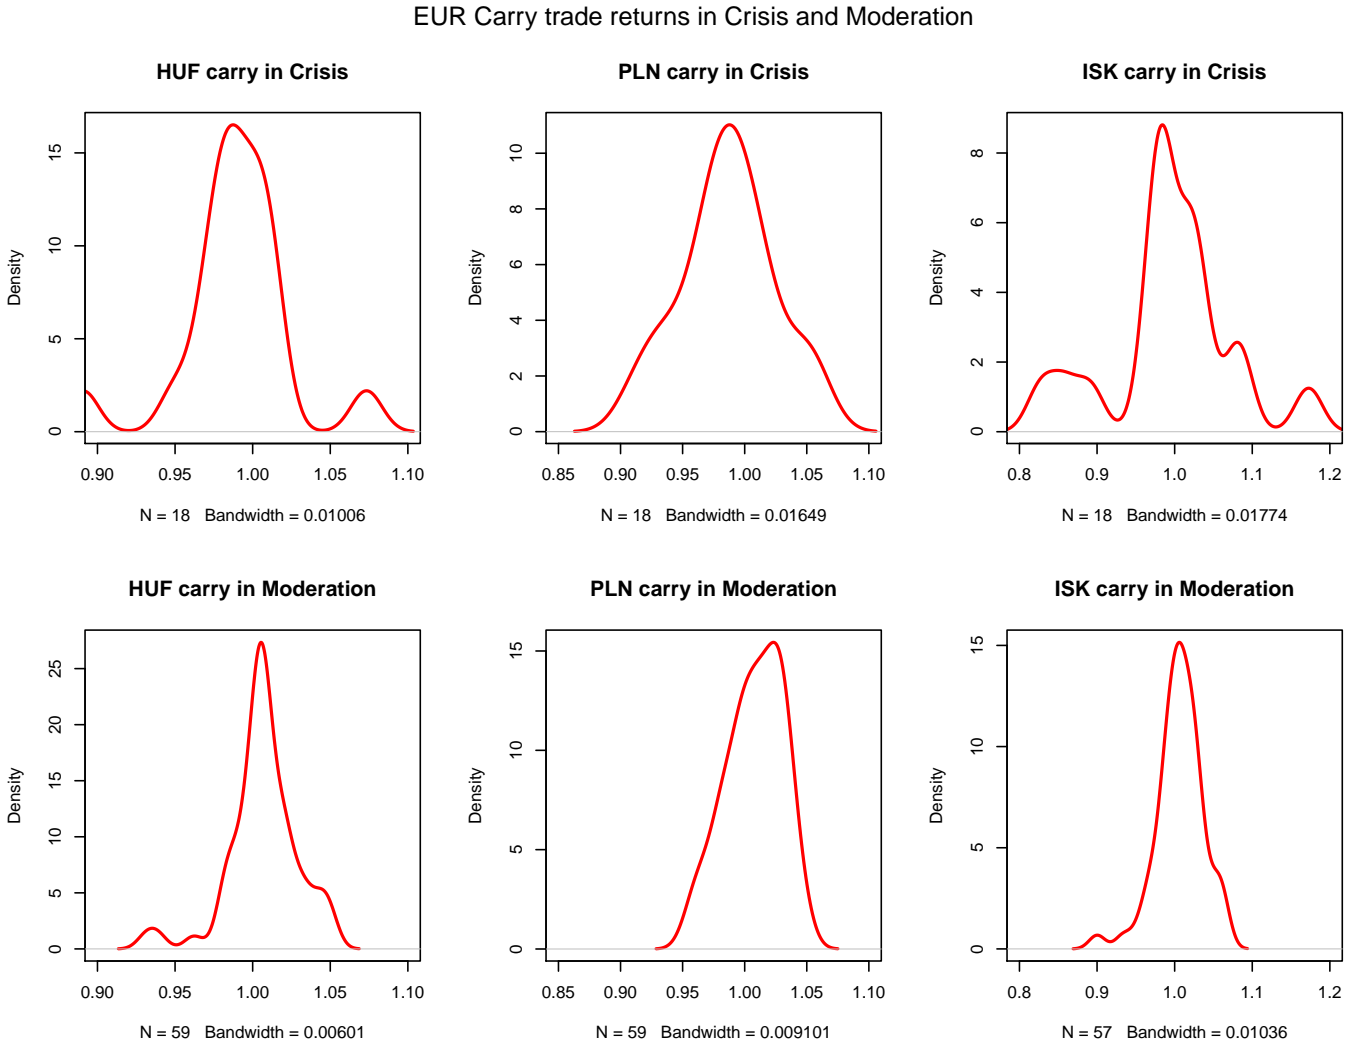 EUR Carry trade returns in Crisis and Moderation
HUF carry in Crisis
Density
0
5
10
15
0.90 0.95 1.00 1.05 1.10
N = 18 Bandwidth = 0.01006
PLN carry in Crisis
Density
0
2
4
6
8
10
0.85 0.90 0.95 1.00 1.05 1.10
N = 18 Bandwidth = 0.01649
ISK carry in Crisis
Density
0
2
4
6
8
0.8 0.9 1.0 1.1 1.2
N = 18 Bandwidth = 0.01774
HUF carry in Moderation
Density
0
5
10
15
20
25
0.90 0.95 1.00 1.05 1.10
N = 59 Bandwidth = 0.00601
PLN carry in Moderation
Density
0
5
10
15
0.85 0.90 0.95 1.00 1.05 1.10
N = 59 Bandwidth = 0.009101
ISK carry in Moderation
Density
0
5
10
15
0.8 0.9 1.0 1.1 1.2
N = 57 Bandwidth = 0.01036